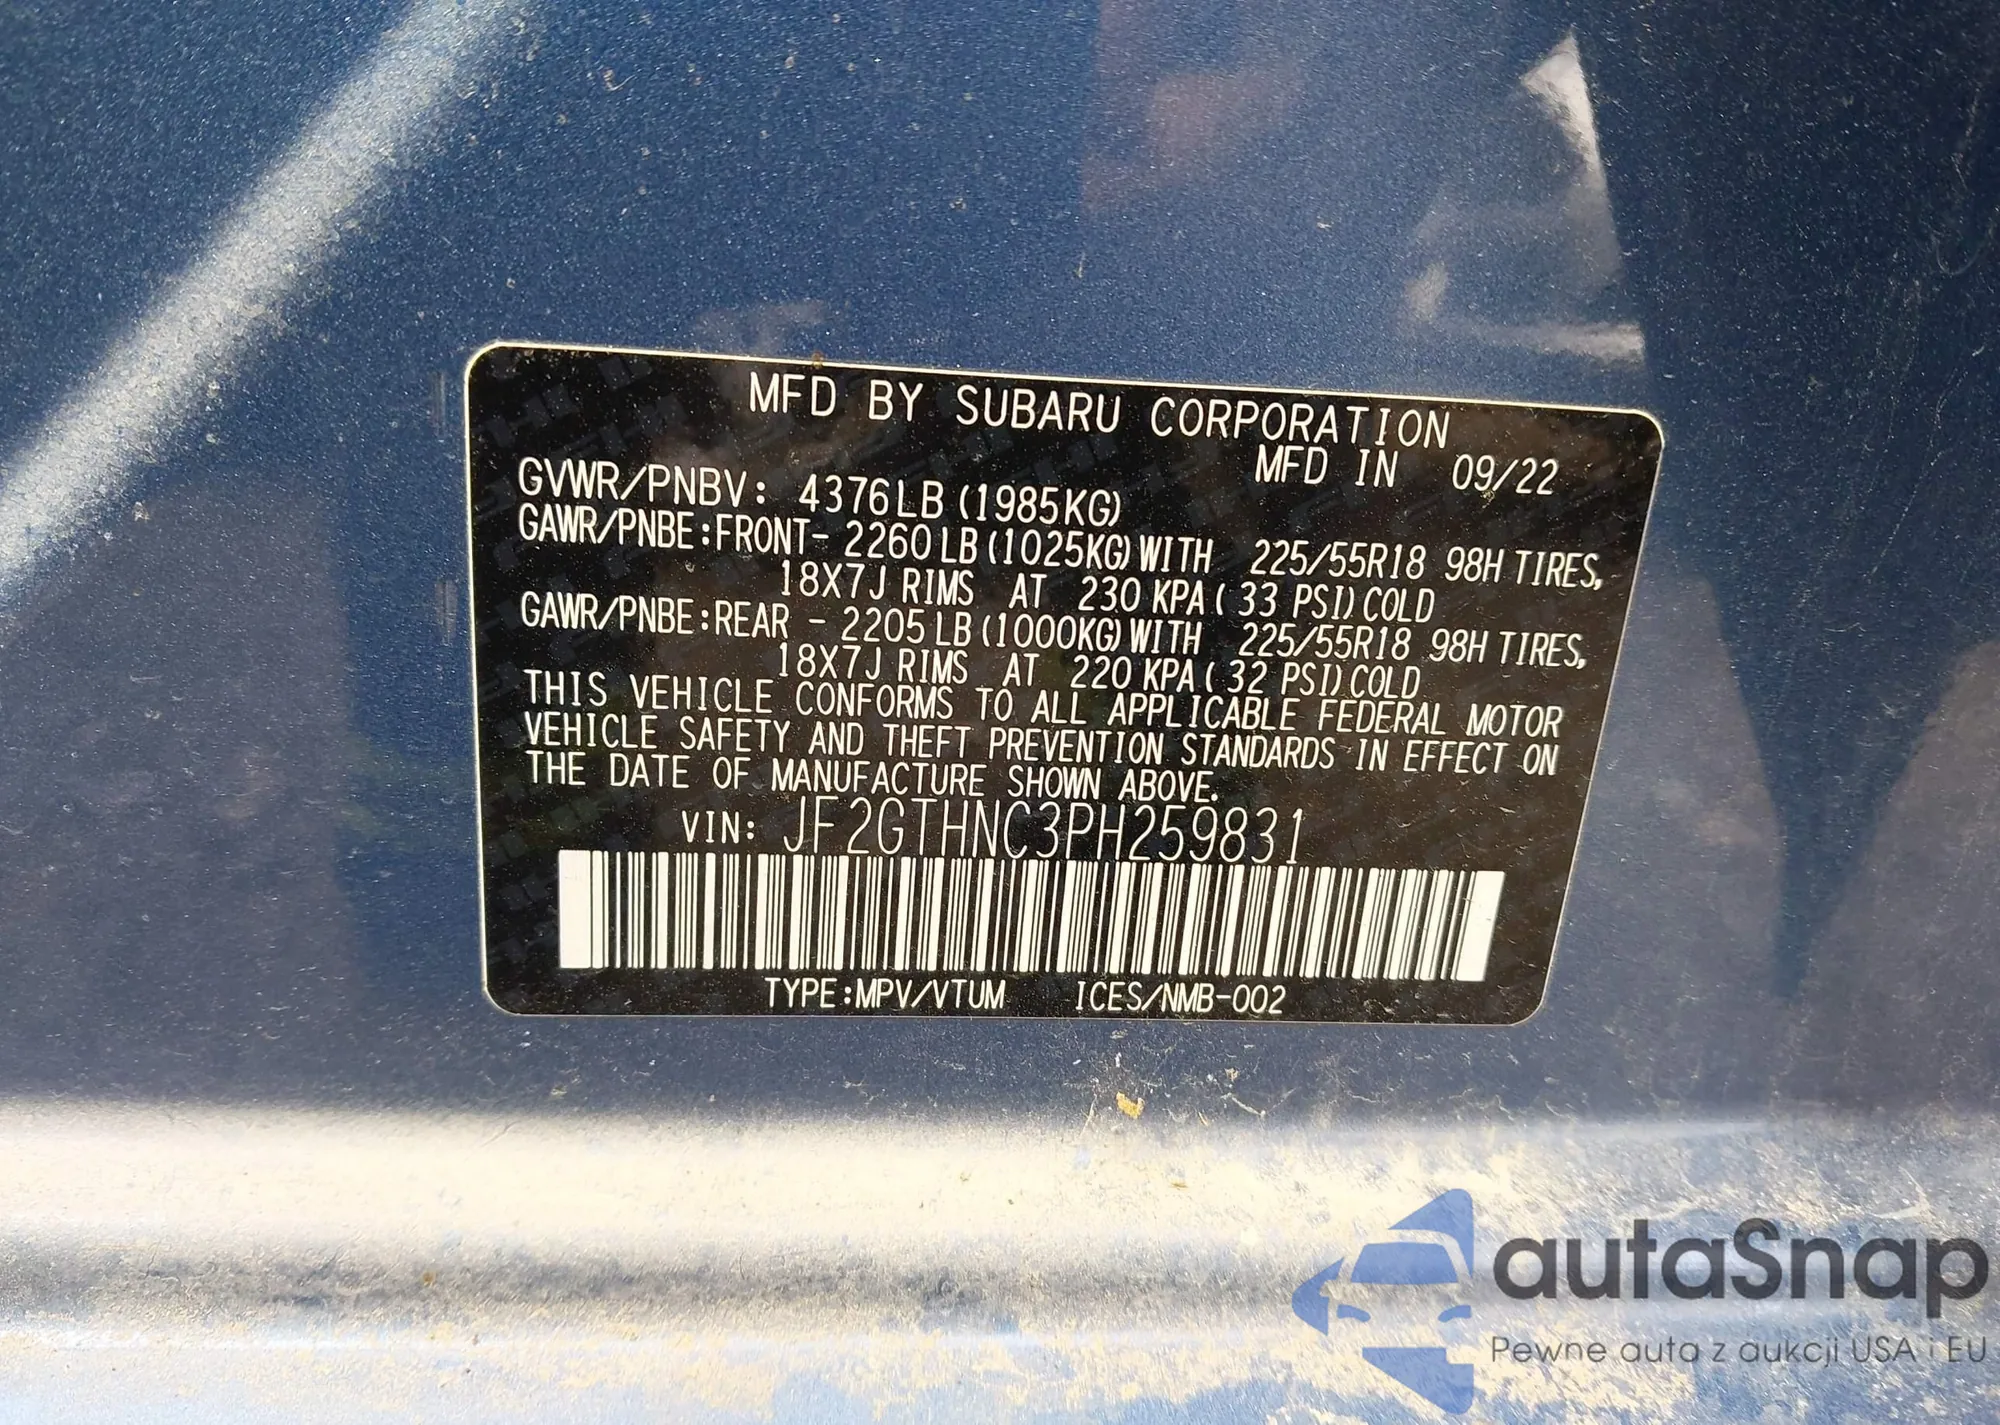 MFD BY SUBARU CORPORATION
MFD IN 09/22
GVWR/PNBV: 4376LB (1985KG)
GAWR/PNBE:FRONT- 2260 LB (1025KG) WITH 225/55R18 98H TIRES,
18X7J RIMS AT 230 KPA ( 33 PSI) COLD
GAWR/PNBE:REAR - 2205 LB (1000KG) WITH 225/55R18 98H TIRES,
18X7J RIMS AT 220 KPA ( 32 PSI) COLD
THIS VEHICLE CONFORMS TO ALL APPLICABLE FEDERAL MOTOR
VEHICLE SAFETY AND THEFT PREVENTION STANDARDS IN EFFECT ON
THE DATE OF MANUFACTURE SHOWN ABOVE.
VIN: JF2GTHNC3PH259831
TYPE:MPV/VTUM ICES/NMB-002
autaSnap
Pewne auta z aukcji USA i EU